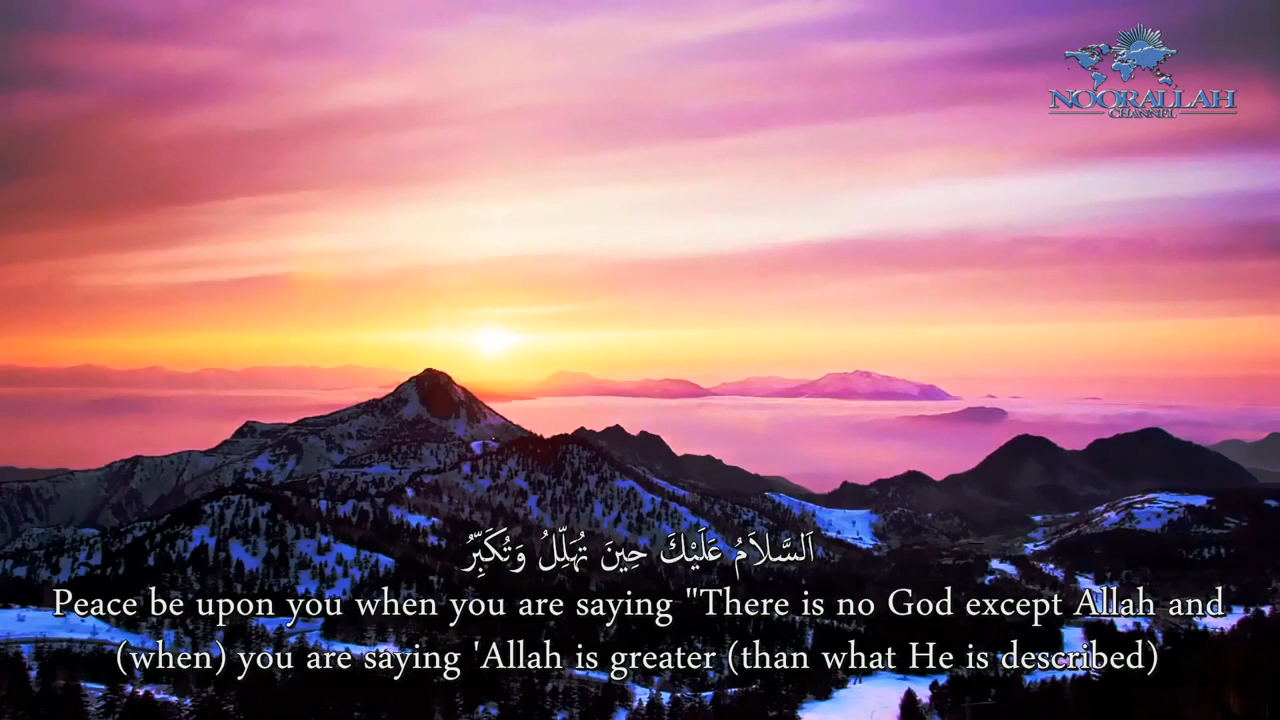 NOORALLAH
CHANNEL
اَلسَّلاَمُ عَلَيْكَ حِينَ تُهَلِّلُ وَتُكَبِّرُ
Peace be upon you when you are saying "There is no God except Allah and
(when) you are saying 'Allah is greater (than what He is described)